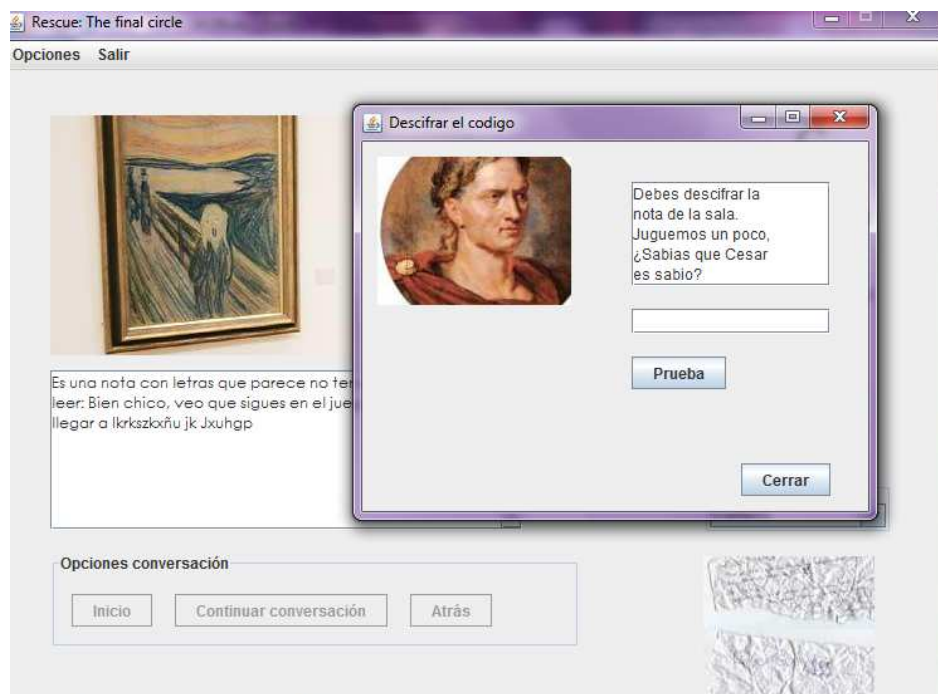 Rescue: The final circle
Opciones Salir
Descifrar el codigo
Debes descifrar la
nota de la sala.
Juguemos un poco,
¿Sabias que Cesar
es sabio?
Prueba
Cerrar
Es una nota con letras que parece no
leer: Bien chico, veo que sigues en el
llegar a lkrkszkxñu jk Jxuhgp
Opciones conversación
Inicio Continuar conversación Atrás